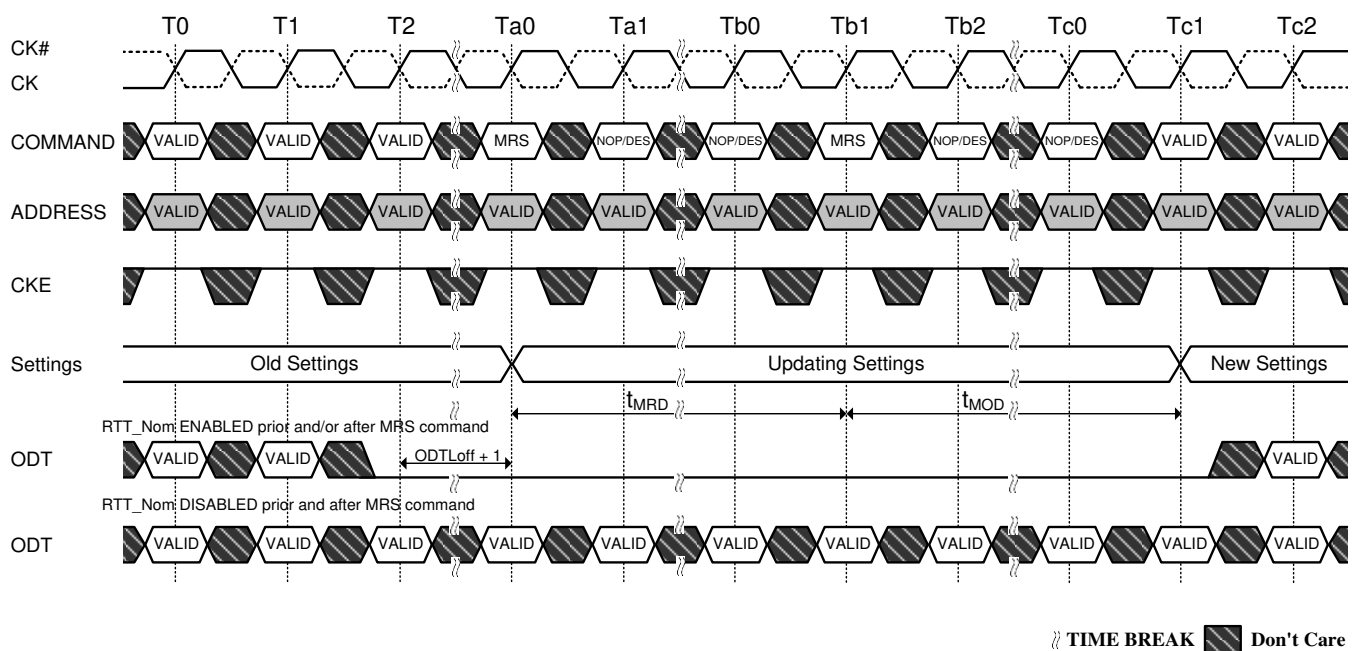 T0 T1 T2 Ta0 Ta1 Tb0 Tb1 Tb2 Tc0 Tc1 Tc2
CK#
CK
COMMAND VALID VALID VALID MRS NOP/DES NOP/DES MRS NOP/DES NOP/DES VALID VALID
ADDRESS VALID VALID VALID VALID VALID VALID VALID VALID VALID VALID VALID
CKE
Settings Old Settings Updating Settings New Settings
tMRD tMOD
RTT_Nom ENABLED prior and/or after MRS command
ODT VALID VALID ODTLoff + 1 VALID
RTT_Nom DISABLED prior and after MRS command
ODT VALID VALID VALID VALID VALID VALID VALID VALID VALID VALID VALID
TIME BREAK Don't Care